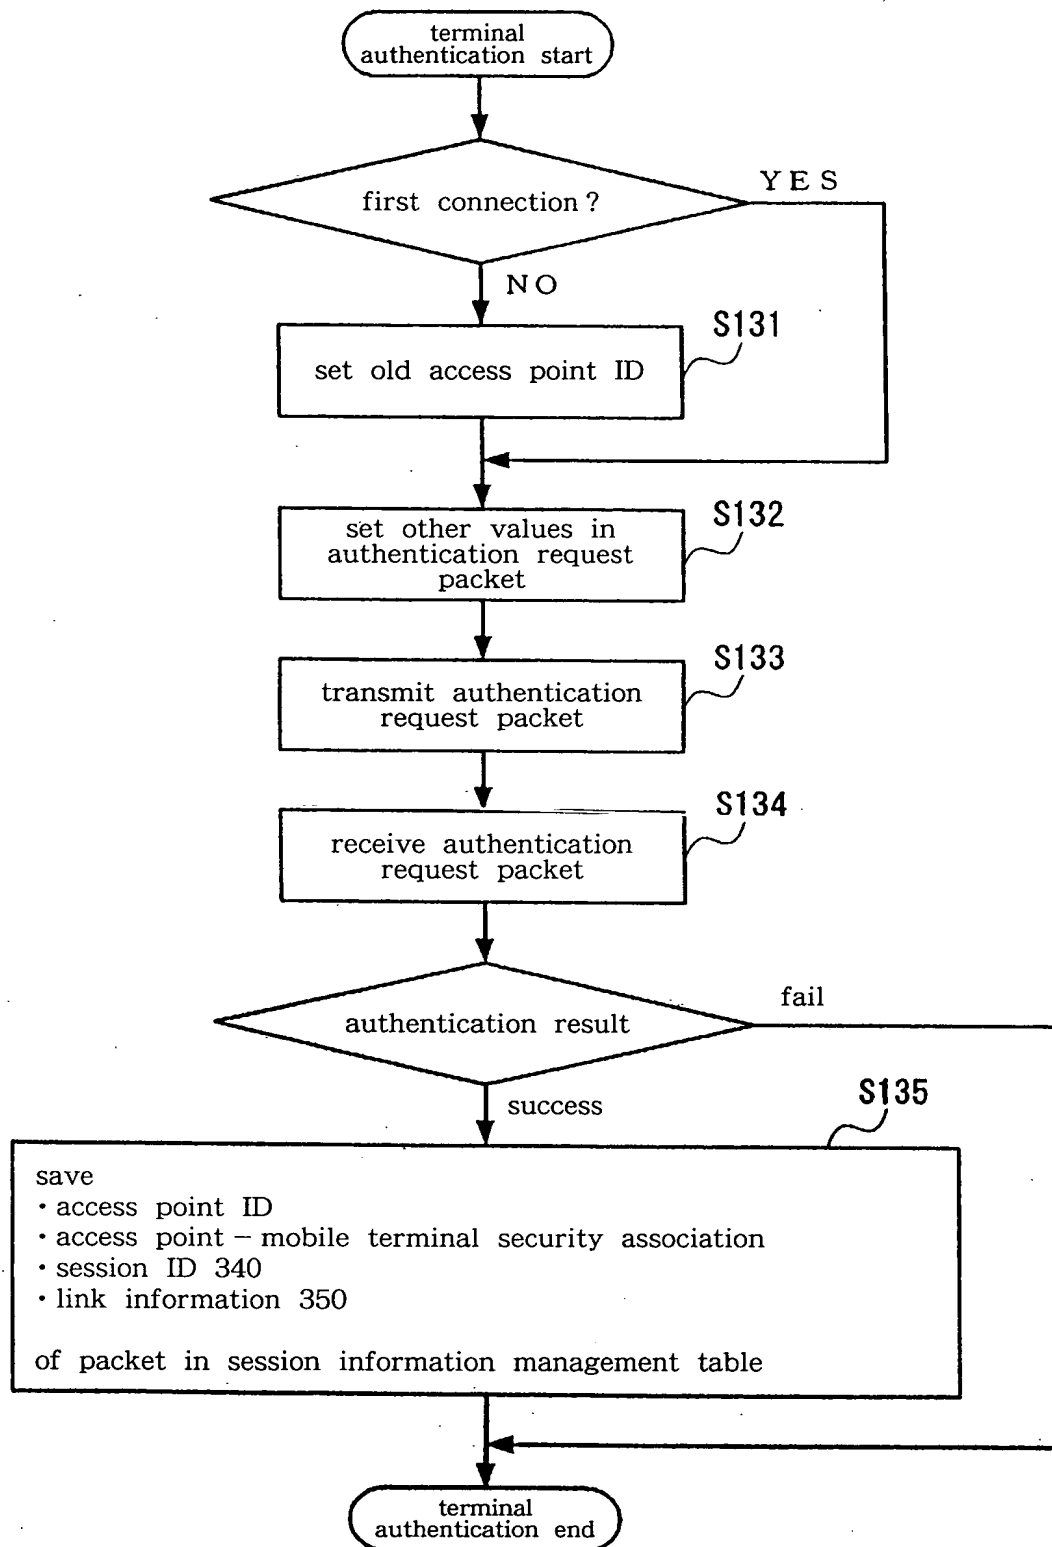 terminal
authentication start
first connection?
YES
NO
S131
set old access point ID
S132
set other values in
authentication request
packet
S133
transmit authentication
request packet
S134
receive authentication
request packet
authentication result
fail
success
S135
save
・access point ID
・access point – mobile terminal security association
・session ID 340
・link information 350
of packet in session information management table
terminal
authentication end